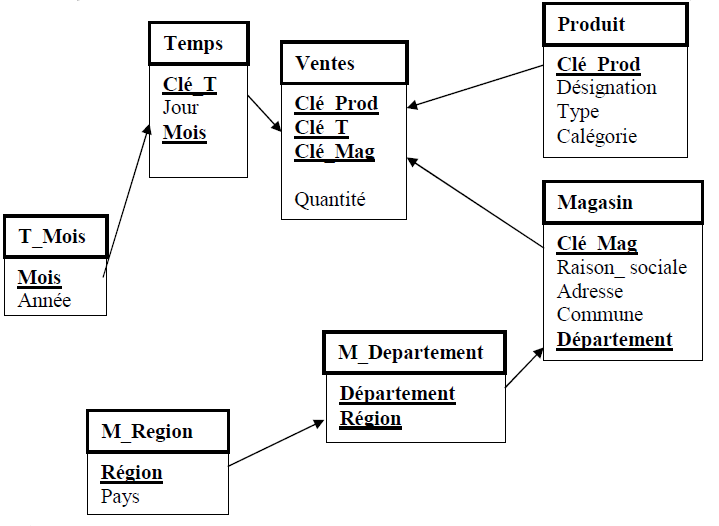 Temps
Clé_T
Jour
Mois
Ventes
Clé_Prod
Clé_T
Clé_Mag
Quantité
Produit
Clé_Prod
Désignation
Type
Calégorie
T_Mois
Mois
Année
Magasin
Clé_Mag
Raison_ sociale
Adresse
Commune
Département
M_Departement
Département
Région
M_Region
Région
Pays